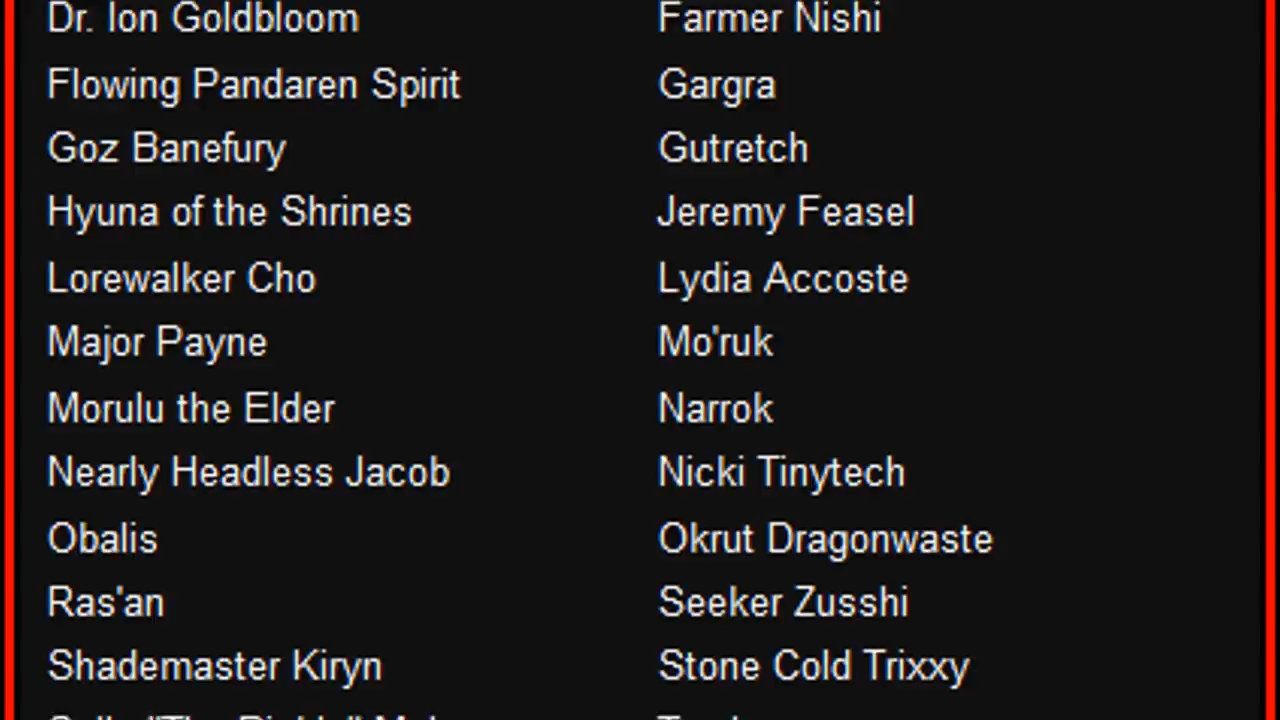 Dr. Ion Goldbloom Farmer Nishi
Flowing Pandaren Spirit Gargra
Goz Banefury Gutretch
Hyuna of the Shrines Jeremy Feasel
Lorewalker Cho Lydia Accoste
Major Payne Mo'ruk
Morulu the Elder Narrok
Nearly Headless Jacob Nicki Tinytech
Obalis Okrut Dragonwaste
Ras'an Seeker Zusshi
Shademaster Kiryn Stone Cold Trixxy